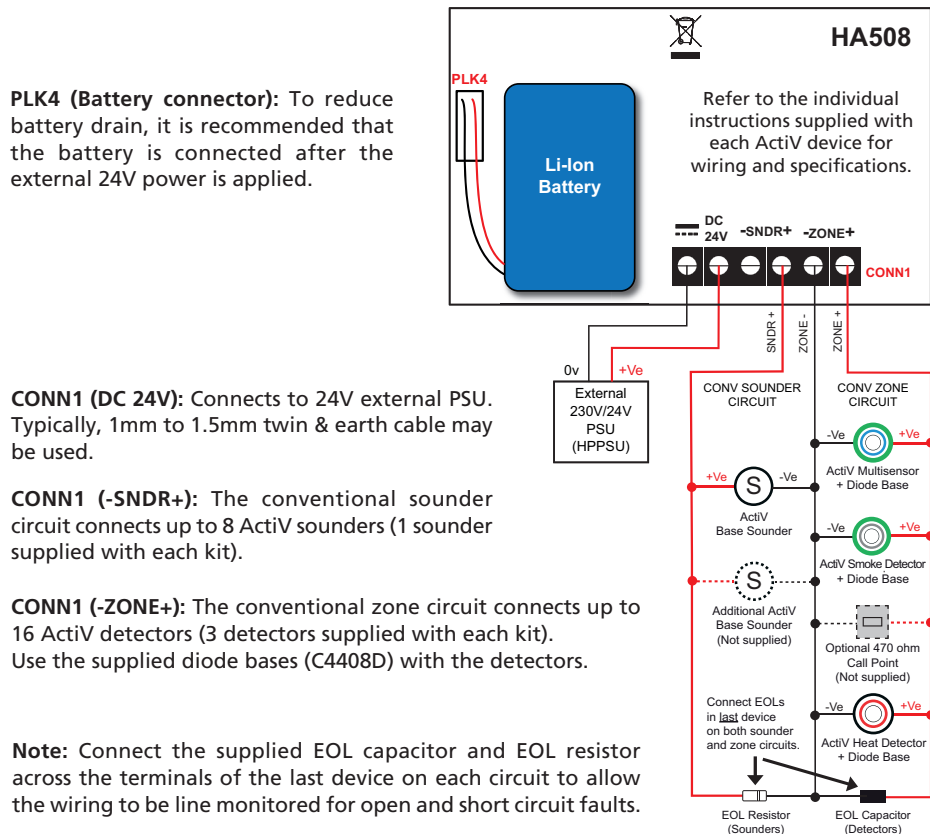 HA508
PLK4
PLK4 (Battery connector): To reduce
battery drain, it is recommended that
the battery is connected after the
external 24V power is applied.
Li-Ion
Battery
Refer to the individual
instructions supplied with
each ActiV device for
wiring and specifications.
DC
24V
-SNDR+
-ZONE+
CONN1
SNDR +
ZONE -
ZONE +
0v
+Ve
External
230V/24V
PSU
(HPPSU)
CONV SOUNDER
CIRCUIT
CONV ZONE
CIRCUIT
CONN1 (DC 24V): Connects to 24V external PSU.
Typically, 1mm to 1.5mm twin & earth cable may
be used.
CONN1 (-SNDR+): The conventional sounder
circuit connects up to 8 ActiV sounders (1 sounder
supplied with each kit).
CONN1 (-ZONE+): The conventional zone circuit connects up to
16 ActiV detectors (3 detectors supplied with each kit).
Use the supplied diode bases (C4408D) with the detectors.
Note: Connect the supplied EOL capacitor and EOL resistor
across the terminals of the last device on each circuit to allow
the wiring to be line monitored for open and short circuit faults.
+Ve
S
-Ve
ActiV
Base Sounder
S
Additional ActiV
Base Sounder
(Not supplied)
Connect EOLs
in last device
on both sounder
and zone circuits.
EOL Resistor
(Sounders)
-Ve
+Ve
ActiV Multisensor
+ Diode Base
-Ve
+Ve
ActiV Smoke Detector
+ Diode Base
Optional 470 ohm
Call Point
(Not supplied)
-Ve
+Ve
ActiV Heat Detector
+ Diode Base
EOL Capacitor
(Detectors)